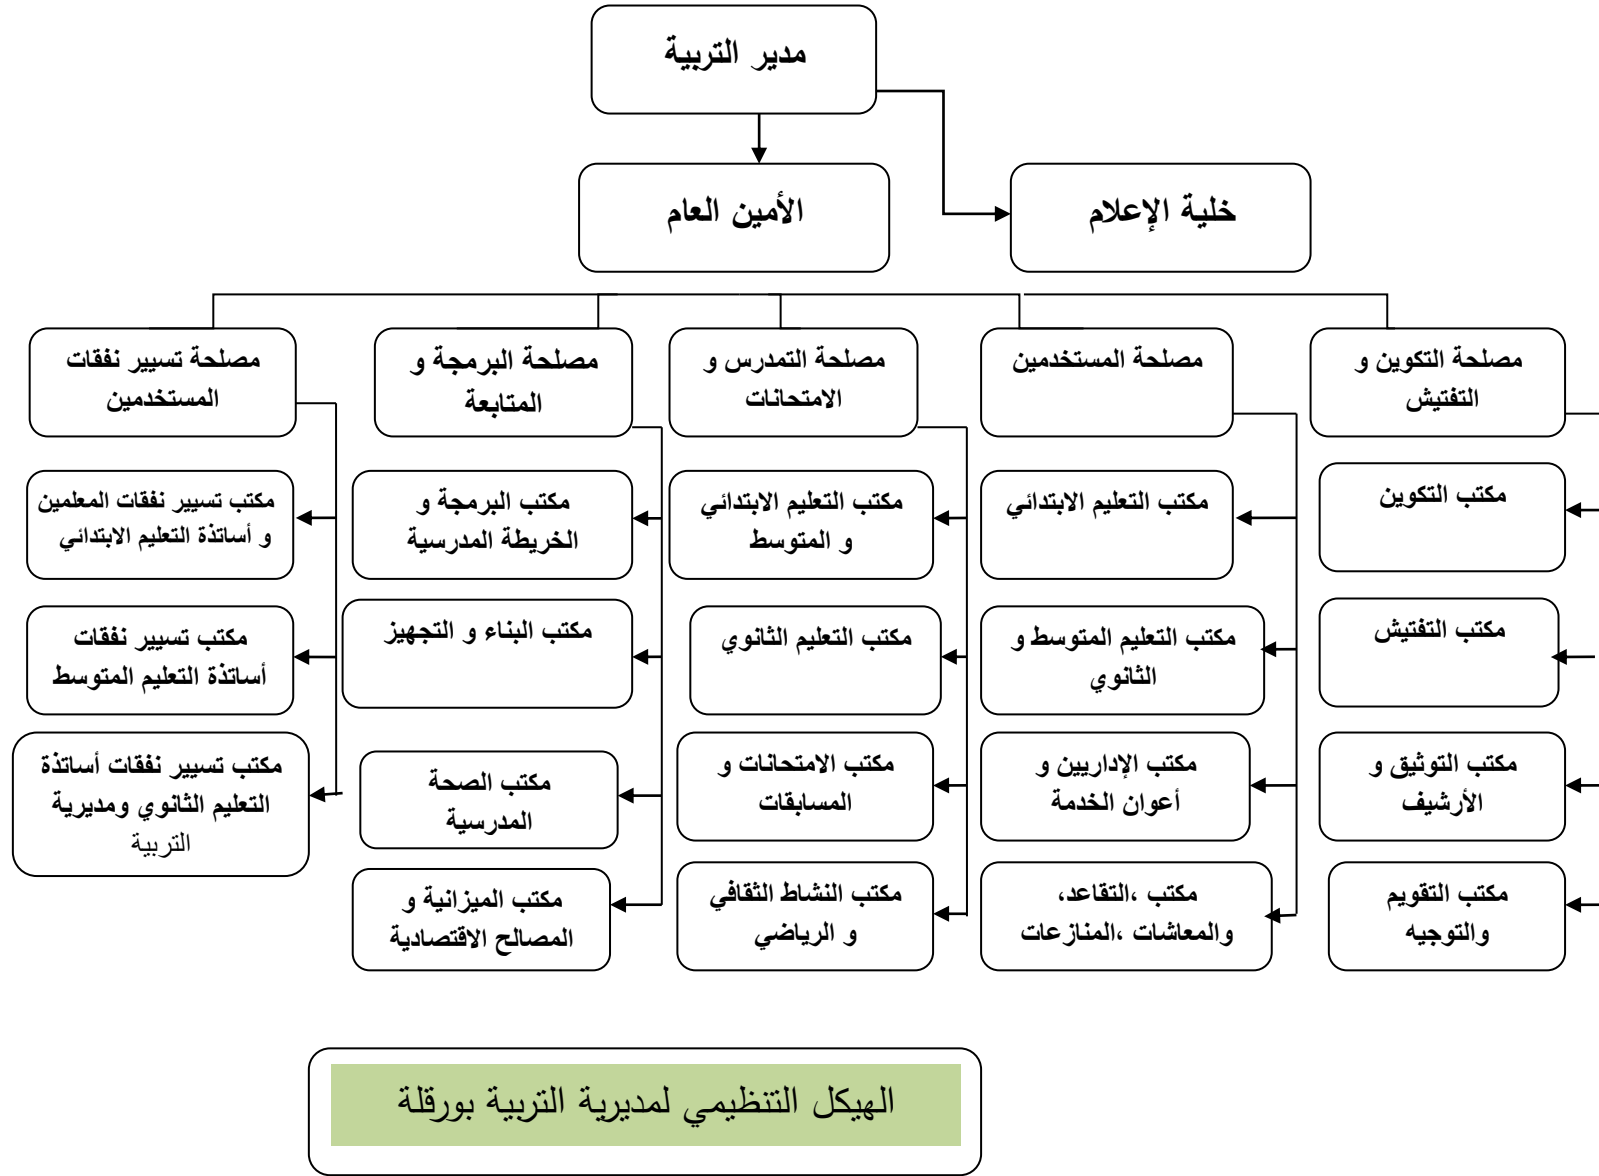 مدير التربية
الأمين العام
خلية الإعلام
مصلحة التكوين و
التفتيش
مصلحة المستخدمين
مصلحة التمدرس و
الامتحانات
مصلحة البرمجة و
المتابعة
مصلحة تسيير نفقات
المستخدمين
مكتب التكوين
مكتب التعليم الابتدائي
مكتب التعليم الابتدائي
و المتوسط
مكتب البرمجة و
الخريطة المدرسية
مكتب تسيير نفقات المعلمين
و أساتذة التعليم الابتدائي
مكتب التفتيش
مكتب التعليم المتوسط و
الثانوي
مكتب التعليم الثانوي
مكتب البناء و التجهيز
مكتب تسيير نفقات
أساتذة التعليم المتوسط
مكتب التوثيق و
الأرشيف
مكتب الإداريين و
أعوان الخدمة
مكتب الامتحانات و
المسابقات
مكتب الصحة
المدرسية
مكتب تسيير نفقات أساتذة
التعليم الثانوي ومديرية
التربية
مكتب التقويم
والتوجيه
مكتب ،التقاعد،
والمعاشات ،المنازعات
مكتب النشاط الثقافي
و الرياضي
مكتب الميزانية و
المصالح الاقتصادية
الهيكل التنظيمي لمديرية التربية بورقلة